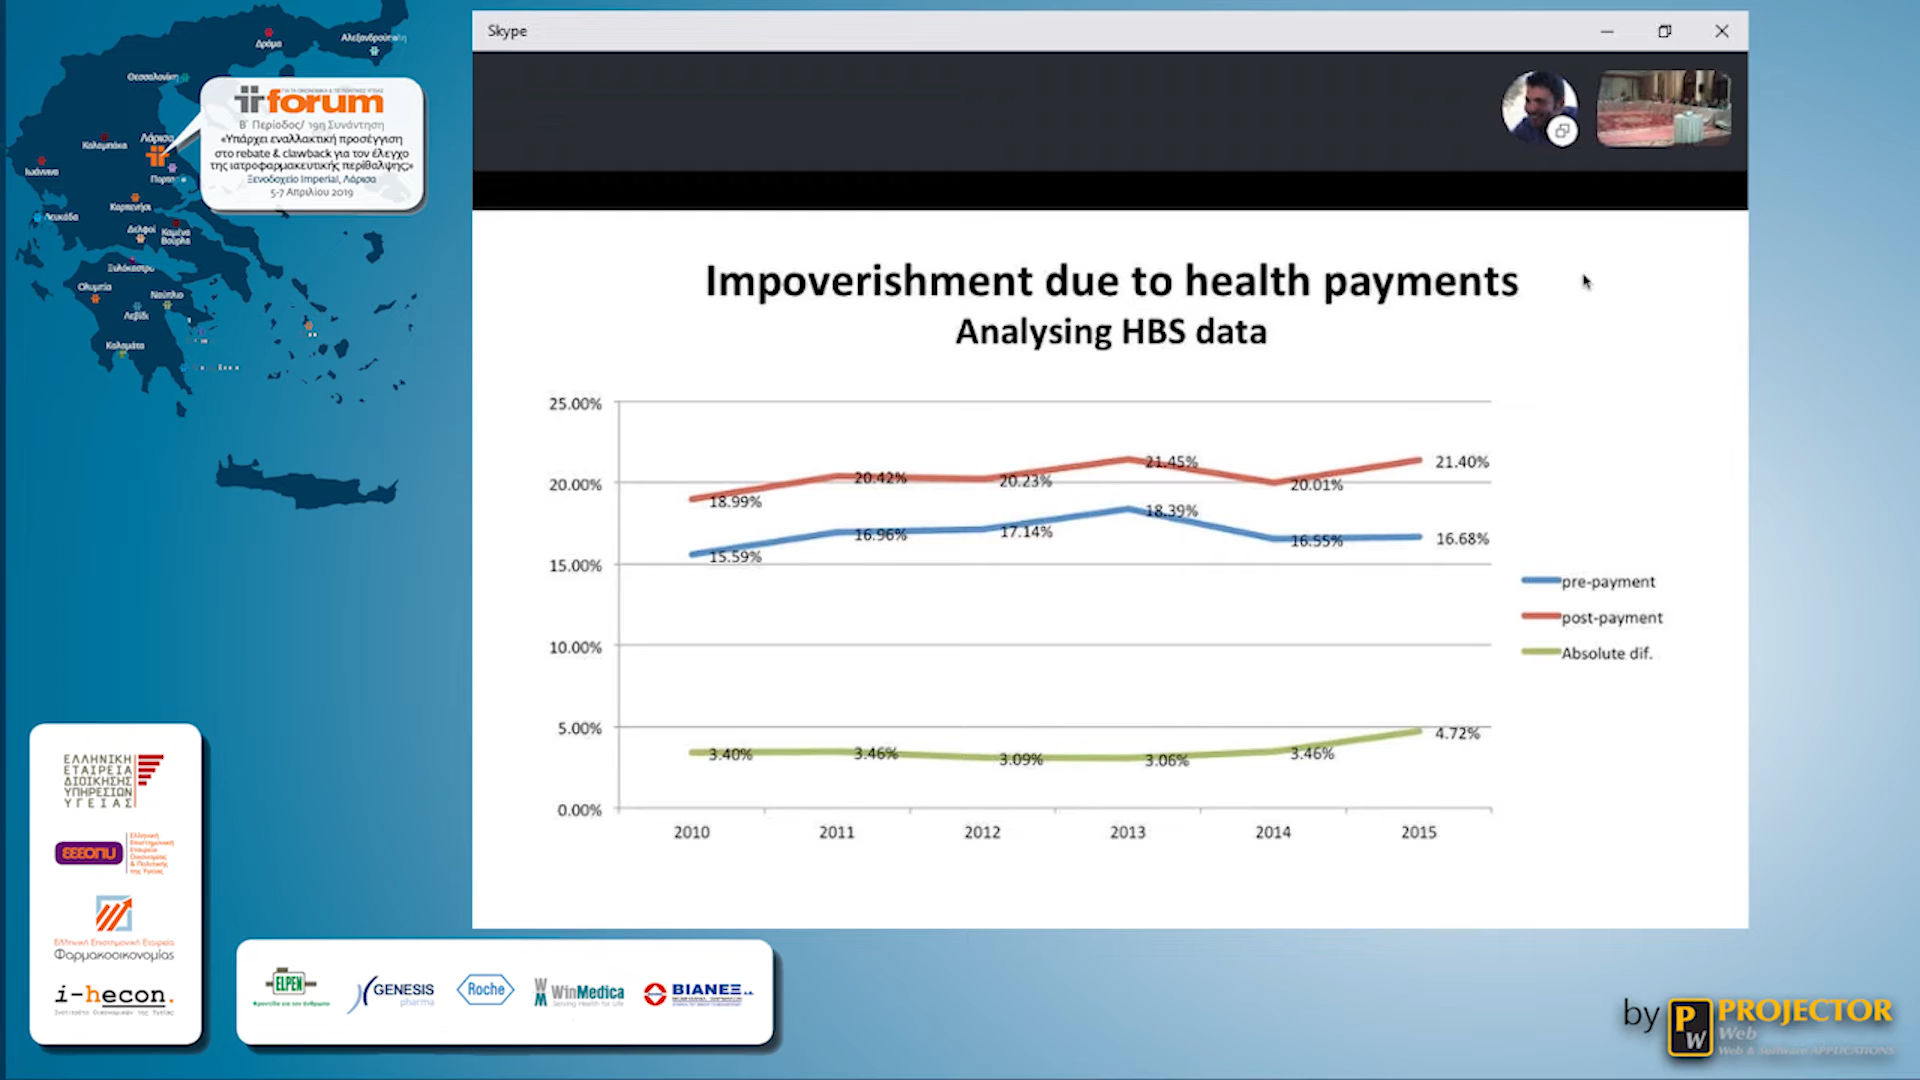 Skype
Δράμα
Αλεξανδρούπολη
Θεσσαλονίκη
forum
Β΄ Περίοδος/ 19η Συνάντηση
«Υπάρχει εναλλακτική προσέγγιση
στο rebate & clawback για τον έλεγχο
της ιατροφαρμακευτικής περίθαλψης;»
Ξενοδοχείο Imperial, Λάρισα
5-7 Απριλίου 2019
Λάρισα
Καλαμπάκα
Ιωάννινα
Καρπενήσι
Λευκάδα
Δελφοί
Καμένα
Βούρλα
Ξυλόκαστρο
Ολυμπία
Ναύπλιο
Λεβίδι
Καλαμάτα
Impoverishment due to health payments
Analysing HBS data
25.00%
20.00%
15.00%
10.00%
5.00%
0.00%
18.99%
20.42%
20.23%
21.45%
20.01%
21.40%
15.59%
16.96%
17.14%
18.39%
16.55%
16.68%
3.40%
3.46%
3.09%
3.06%
3.46%
4.72%
2010
2011
2012
2013
2014
2015
pre-payment
post-payment
Absolute dif.
ΕΛΛΗΝΙΚΗ
ΕΤΑΙΡΕΙΑ
ΔΙΟΙΚΗΣΗΣ
ΥΠΗΡΕΣΙΩΝ
ΥΓΕΙΑΣ
εεεοπυ
Ελληνική
Επιστημονική
Εταιρεία
Οικονομίας
& Πολιτικής
της Υγείας
Ελληνική Επιστημονική Εταιρεία
Φαρμακοοικονομίας
i-hecon.
Ινστιτούτο Οικονομικών της Υγείας
ELPEN
Φροντίδα για τον άνθρωπο
GENESIS
pharma
Roche
WinMedica
Serving Health for Life
ΒΙΑΝΕΞ
by PROJECTOR
PW
Web
Web & Software APPLICATIONS